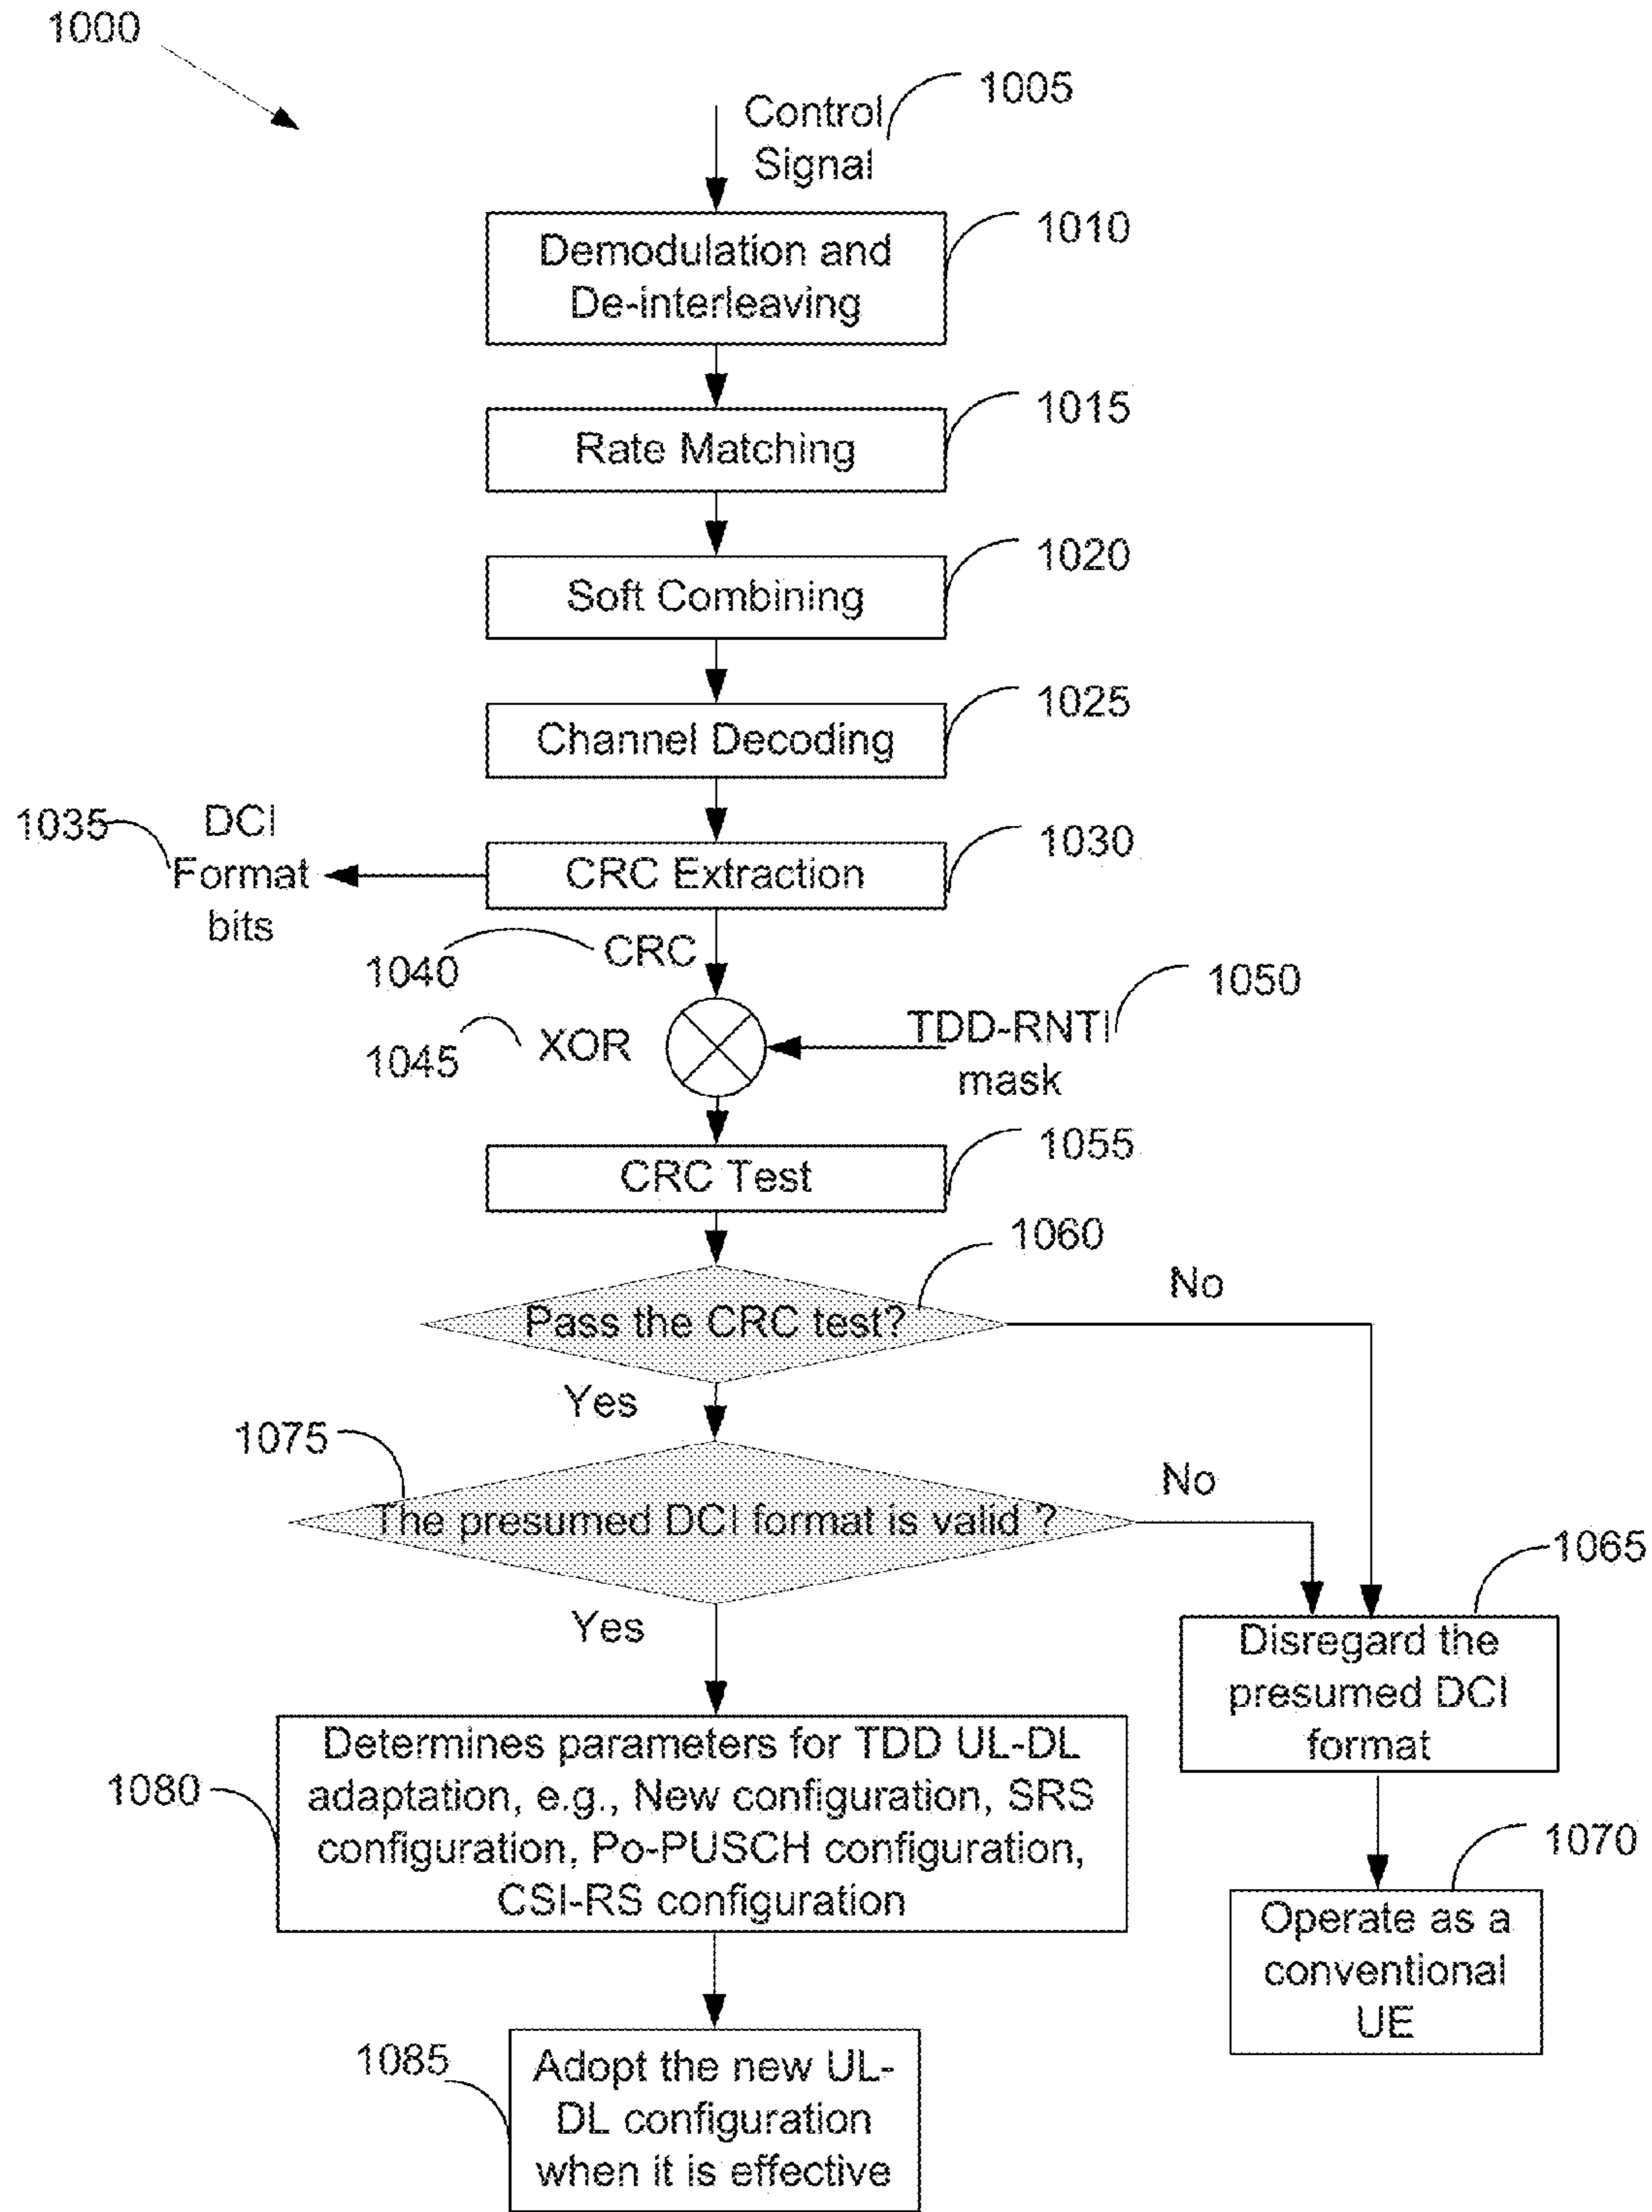 1000
1005
Control
Signal
1010
Demodulation and
De-interleaving
1015
Rate Matching
1020
Soft Combining
1025
Channel Decoding
1035
DCI
Format
bits
1030
CRC Extraction
1040
CRC
1050
1045
XOR
TDD-RNTI
mask
1055
CRC Test
1060
No
Pass the CRC test?
Yes
1075
No
The presumed DCI format is valid ?
1065
Yes
Disregard the
presumed DCI
format
1080
Determines parameters for TDD UL-DL
adaptation, e.g., New configuration, SRS
configuration, Po-PUSCH configuration,
CSI-RS configuration
1070
Operate as a
conventional
UE
1085
Adopt the new UL-
DL configuration
when it is effective